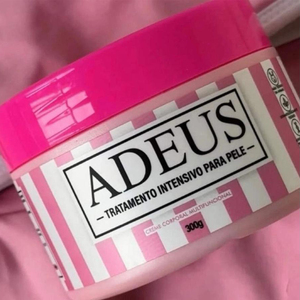 ADEUS
TRATAMENTO INTENSIVO PARA PELE
CREME CORPORAL MULTIFUNCIONAL
300g